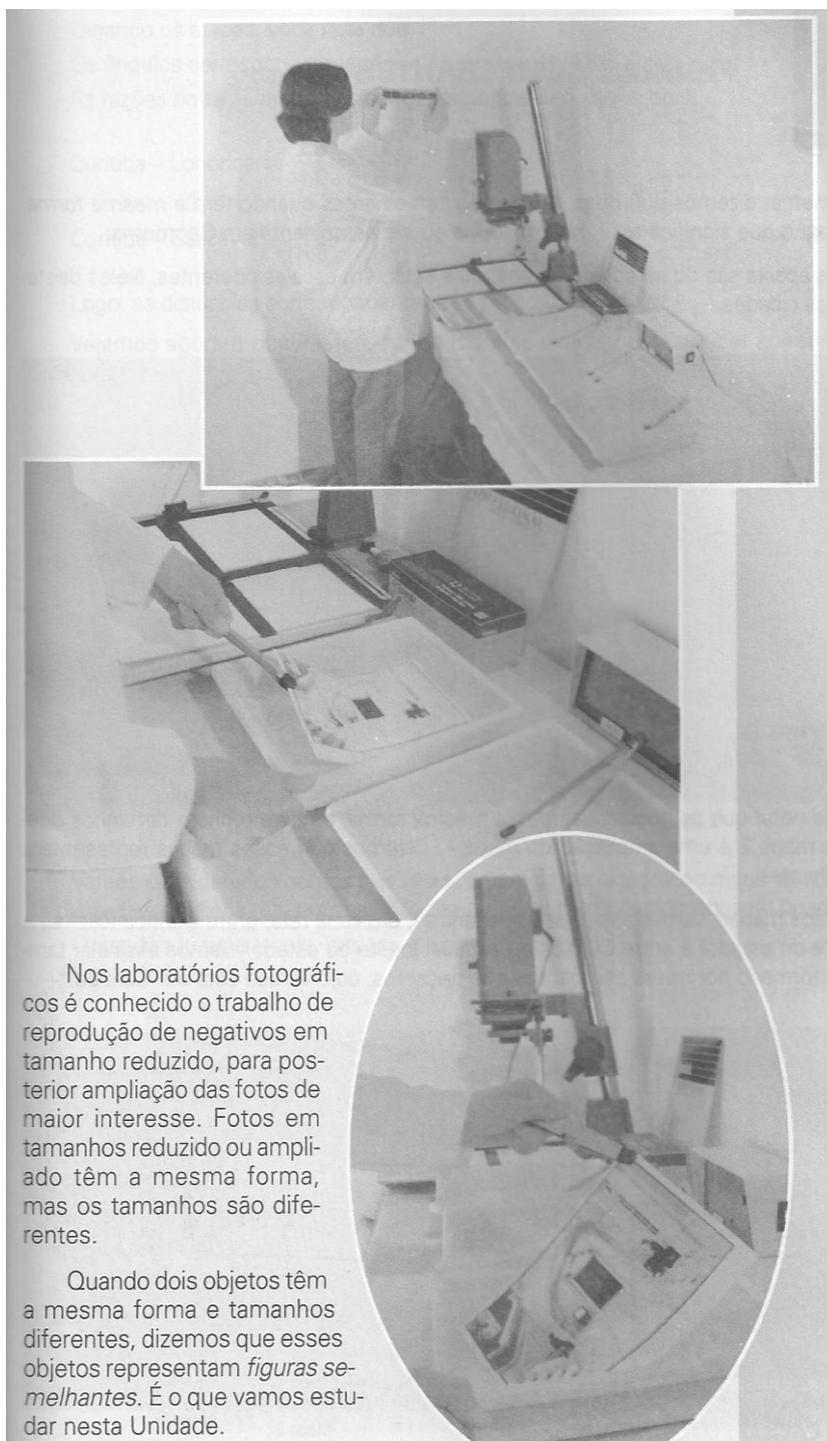 Nos laboratórios fotográfi-
cos é conhecido o trabalho de
reprodução de negativos em
tamanho reduzido, para pos-
terior ampliação das fotos de
maior interesse. Fotos em
tamanhos reduzido ou ampli-
ado têm a mesma forma,
mas os tamanhos são dife-
rentes.
Quando dois objetos têm
a mesma forma e tamanhos
diferentes, dizemos que esses
objetos representam figuras se-
melhantes. É o que vamos estu-
dar nesta Unidade.